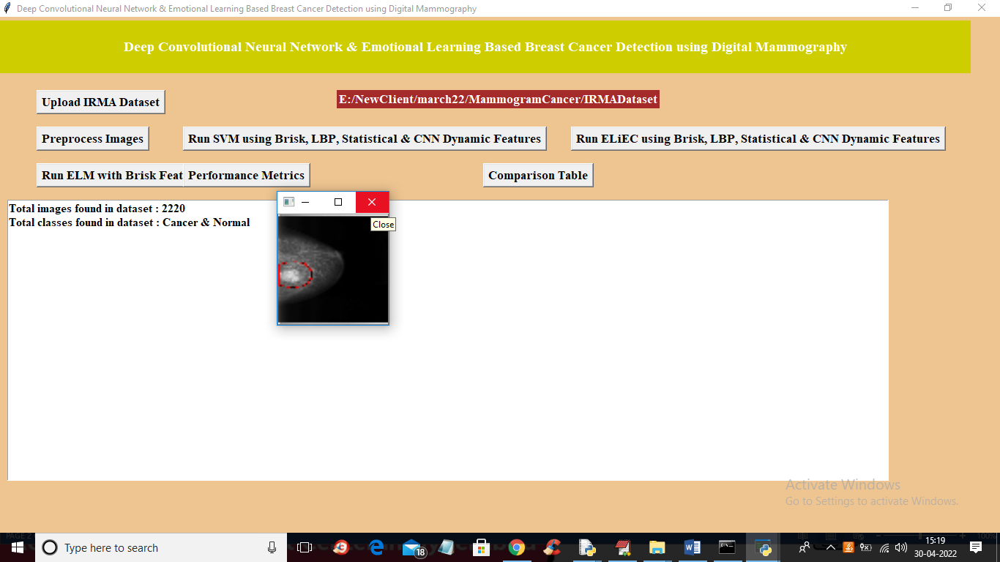 Deep Convolutional Neural Network & Emotional Learning Based Breast Cancer Detection using Digital Mammography
Deep Convolutional Neural Network & Emotional Learning Based Breast Cancer Detection using Digital Mammography
Upload IRMA Dataset
E:/NewClient/march22/MammogramCancer/IRMADataset
Preprocess Images
Run SVM using Brisk, LBP, Statistical & CNN Dynamic Features
Run ELiEC using Brisk, LBP, Statistical & CNN Dynamic Features
Run ELM with Brisk Feat
Performance Metrics
Comparison Table
Total images found in dataset : 2220
Total classes found in dataset : Cancer & Normal
Close
Activate Windows
Go to Settings to activate Windows.
PAGE 2
100%
Type here to search
18
15:19
30-04-2022